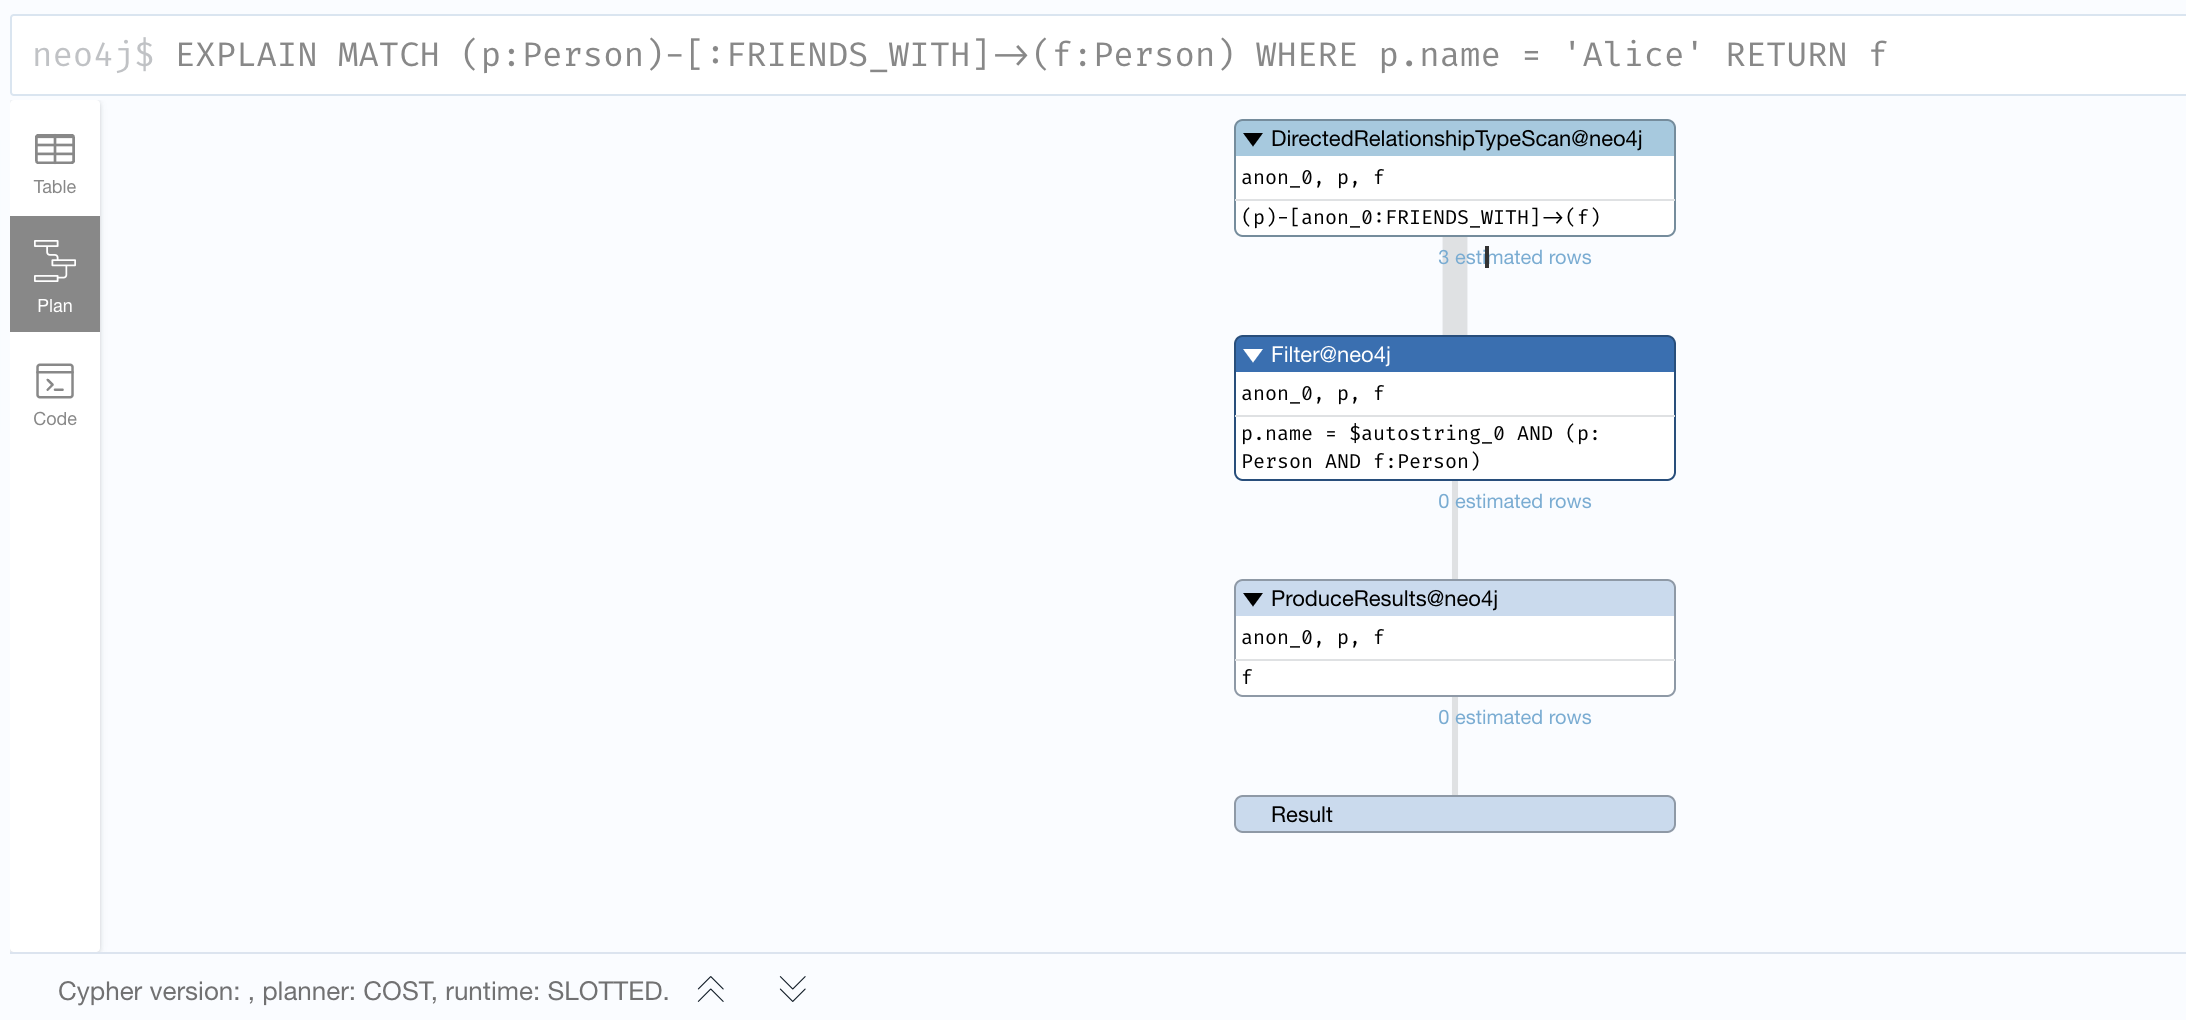 neo4j$ EXPLAIN MATCH (p:Person)-[:FRIENDS_WITH]->(f:Person) WHERE p.name = 'Alice' RETURN f
Table
Plan
Code
DirectedRelationshipTypeScan@neo4j
anon_0, p, f
(p)-[anon_0:FRIENDS_WITH]->(f)
3 estimated rows
Filter@neo4j
anon_0, p, f
p.name = $autostring_0 AND (p:
Person AND f:Person)
0 estimated rows
ProduceResults@neo4j
anon_0, p, f
f
0 estimated rows
Result
Cypher version: , planner: COST, runtime: SLOTTED.